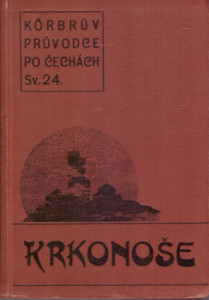 KÖRBRŮV
PRŮVODCE
PO ČECHÁCH
Sv. 24.
KRKONOŠE